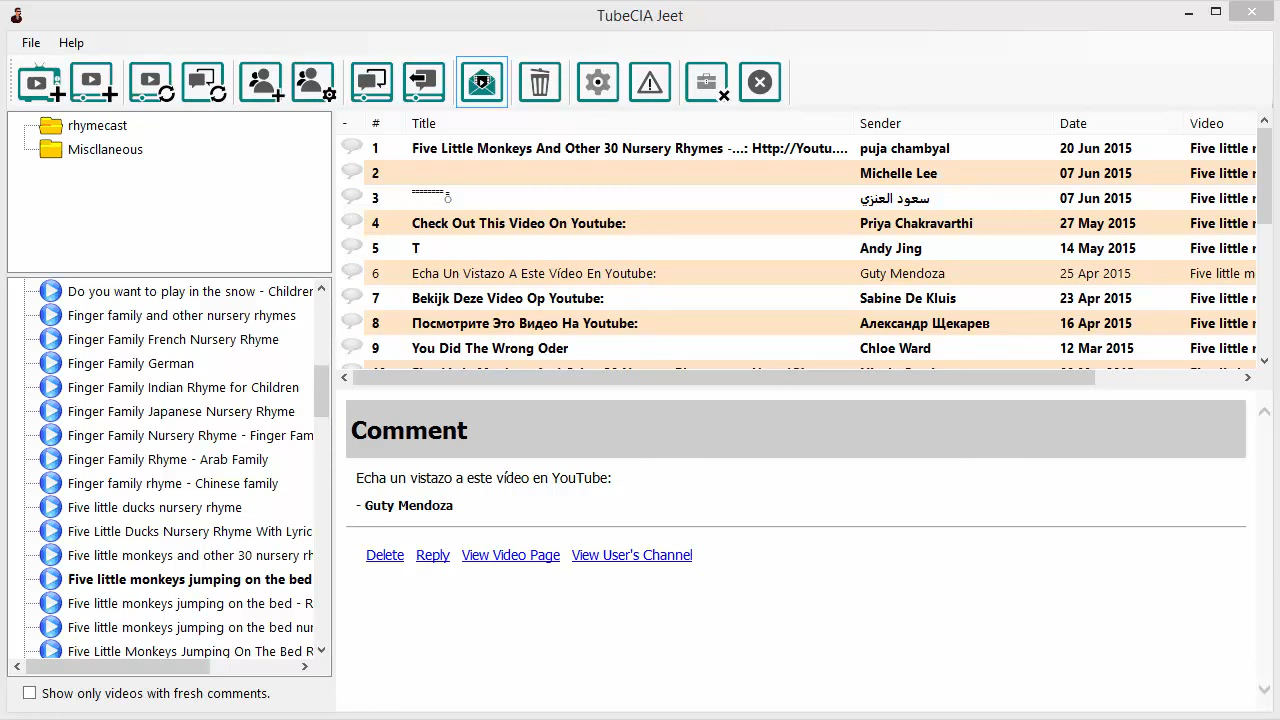 TubeCIA Jeet
File Help
rhymecast
Miscllaneous
- # Title Sender Date Video
1 Five Little Monkeys And Other 30 Nursery Rhymes -...: Http://Youtu.... puja chambyal 20 Jun 2015 Five little
2 Michelle Lee 07 Jun 2015 Five little
3 سعود العنزي 07 Jun 2015 Five little
4 Check Out This Video On Youtube: Priya Chakravarthi 27 May 2015 Five little
5 T Andy Jing 14 May 2015 Five little
6 Echa Un Vistazo A Este Vídeo En Youtube: Guty Mendoza 25 Apr 2015 Five little m
7 Bekijk Deze Video Op Youtube: Sabine De Kluis 23 Apr 2015 Five little
8 Посмотрите Это Видео На Youtube: Александр Щекарев 16 Apr 2015 Five little
9 You Did The Wrong Oder Chloe Ward 12 Mar 2015 Five little
Do you want to play in the snow - Children
Finger family and other nursery rhymes
Finger Family French Nursery Rhyme
Finger Family German
Finger Family Indian Rhyme for Children
Finger Family Japanese Nursery Rhyme
Finger Family Nursery Rhyme - Finger Fam
Finger Family Rhyme - Arab Family
Finger family rhyme - Chinese family
Five little ducks nursery rhyme
Five Little Ducks Nursery Rhyme With Lyric
Five little monkeys and other 30 nursery rh
Five little monkeys jumping on the bed
Five little monkeys jumping on the bed - R
Five little monkeys jumping on the bed nur
Five Little Monkeys Jumping On The Bed R
Show only videos with fresh comments.
Comment
Echa un vistazo a este vídeo en YouTube:
- Guty Mendoza
Delete Reply View Video Page View User's Channel